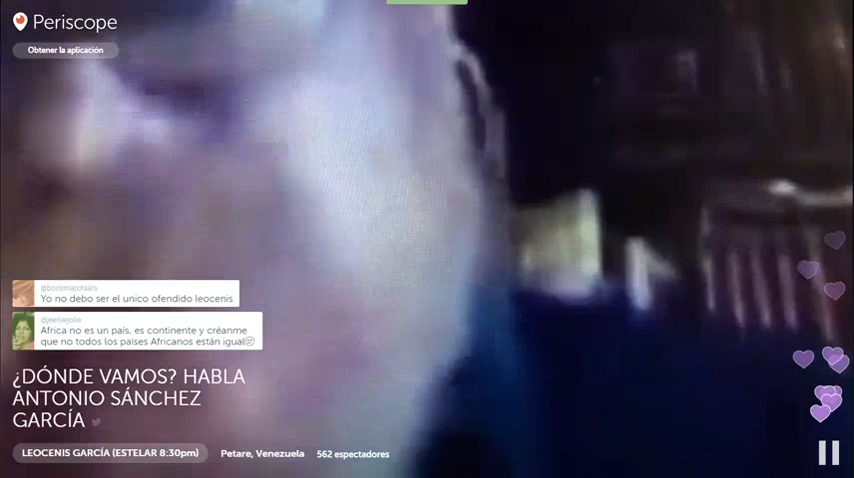 Periscope
Obtener la aplicación
@borismarchiani
Yo no debo ser el unico ofendido leocenis
@jeerveyjolie
Africa no es un país, es continente y créanme
que no todos los países Africanos están igual☹
¿DÓNDE VAMOS? HABLA
ANTONIO SÁNCHEZ
GARCÍA
LEOCENIS GARCÍA (ESTELAR 8:30pm) Petare, Venezuela 562 espectadores